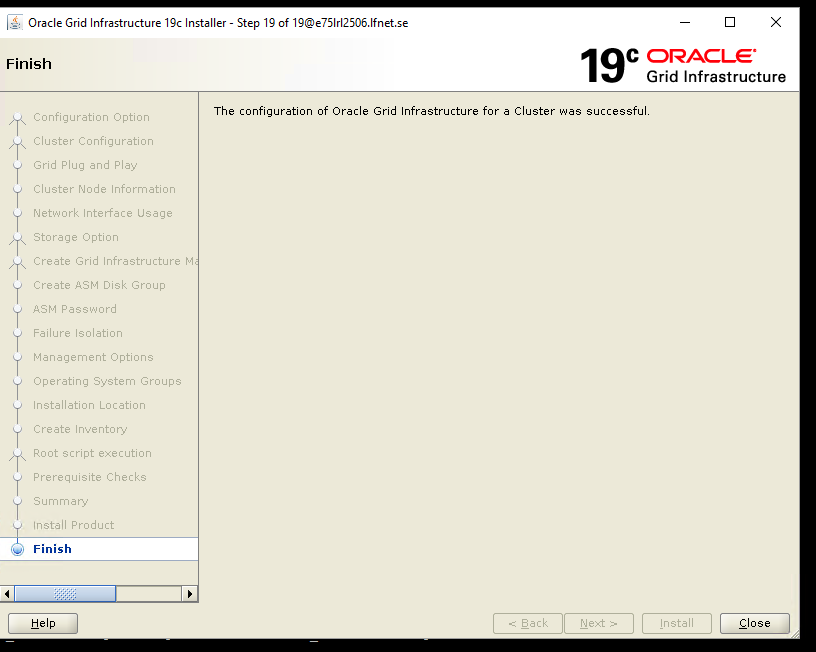 Oracle Grid Infrastructure 19c Installer - Step 19 of 19@e75lrl2506.lfnet.se
Finish
19c ORACLE
Grid Infrastructure
Configuration Option
Cluster Configuration
Grid Plug and Play
Cluster Node Information
Network Interface Usage
Storage Option
Create Grid Infrastructure Ma
Create ASM Disk Group
ASM Password
Failure Isolation
Management Options
Operating System Groups
Installation Location
Create Inventory
Root script execution
Prerequisite Checks
Summary
Install Product
Finish
The configuration of Oracle Grid Infrastructure for a Cluster was successful.
Help
< Back
Next >
Install
Close